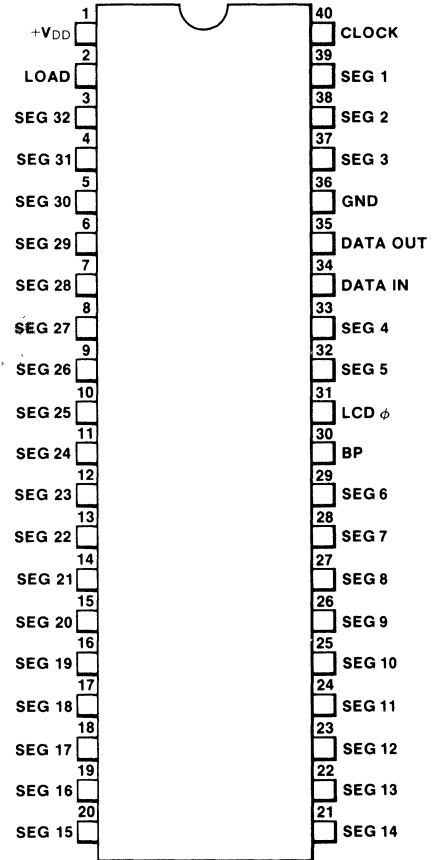 1
+VDD
2
LOAD
3
SEG 32
4
SEG 31
5
SEG 30
6
SEG 29
7
SEG 28
8
SEG 27
9
SEG 26
10
SEG 25
11
SEG 24
12
SEG 23
13
SEG 22
14
SEG 21
15
SEG 20
16
SEG 19
17
SEG 18
18
SEG 17
19
SEG 16
20
SEG 15
40
CLOCK
39
SEG 1
38
SEG 2
37
SEG 3
36
GND
35
DATA OUT
34
DATA IN
33
SEG 4
32
SEG 5
31
LCD ϕ
30
BP
29
SEG 6
28
SEG 7
27
SEG 8
26
SEG 9
25
SEG 10
24
SEG 11
23
SEG 12
22
SEG 13
21
SEG 14